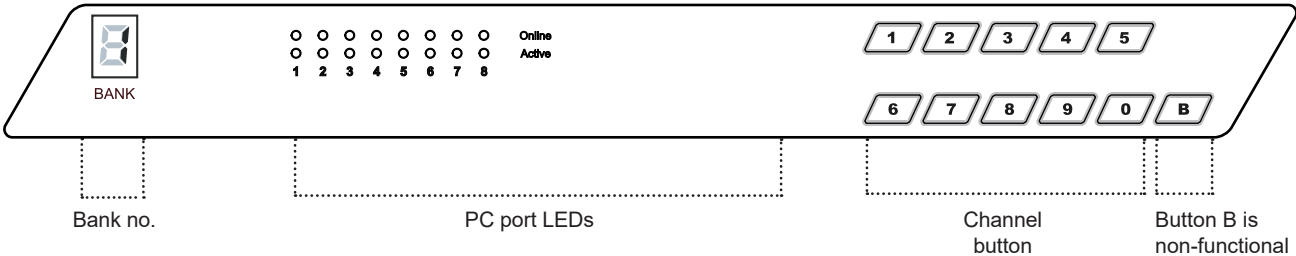 1
BANK
Online
Active
1 2 3 4 5 6 7 8
1 2 3 4 5
6 7 8 9 0 B
Bank no.
PC port LEDs
Channel
button
Button B is
non-functional